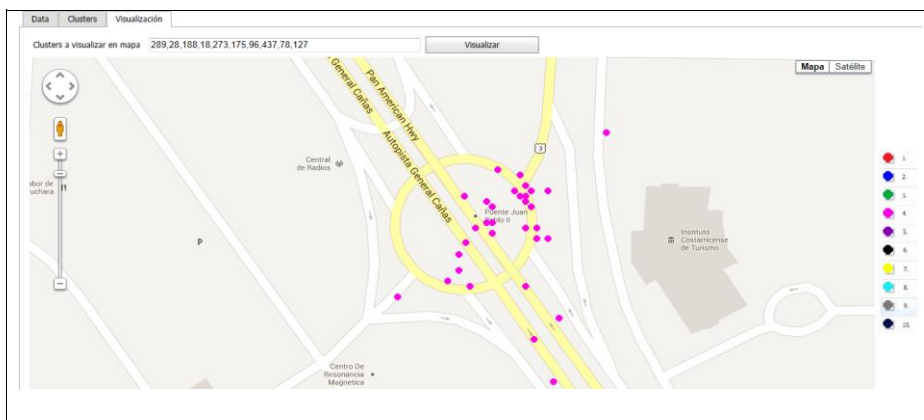 Data
Clusters
Visualización
Clusters a visualizar en mapa
289,28,188,18,273,175,96,437,78,127
Visualizar
Mapa
Satélite
General Cañas
Pan American Hwy
Autopista General Cañas
3
Central
de Radios
P
Puente Juan
II
Instituto
Costarricense
de Turismo
Centro De
Resonancia
Magnetica
1.
2.
3.
4.
5.
6.
7.
8.
9.
10.